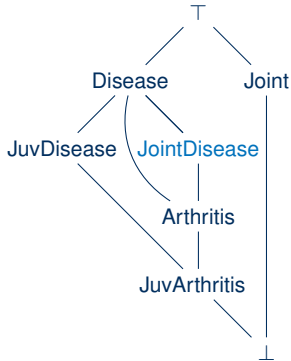 ⊤
Disease Joint
JuvDisease JointDisease
Arthritis
JuvArthritis
⊥